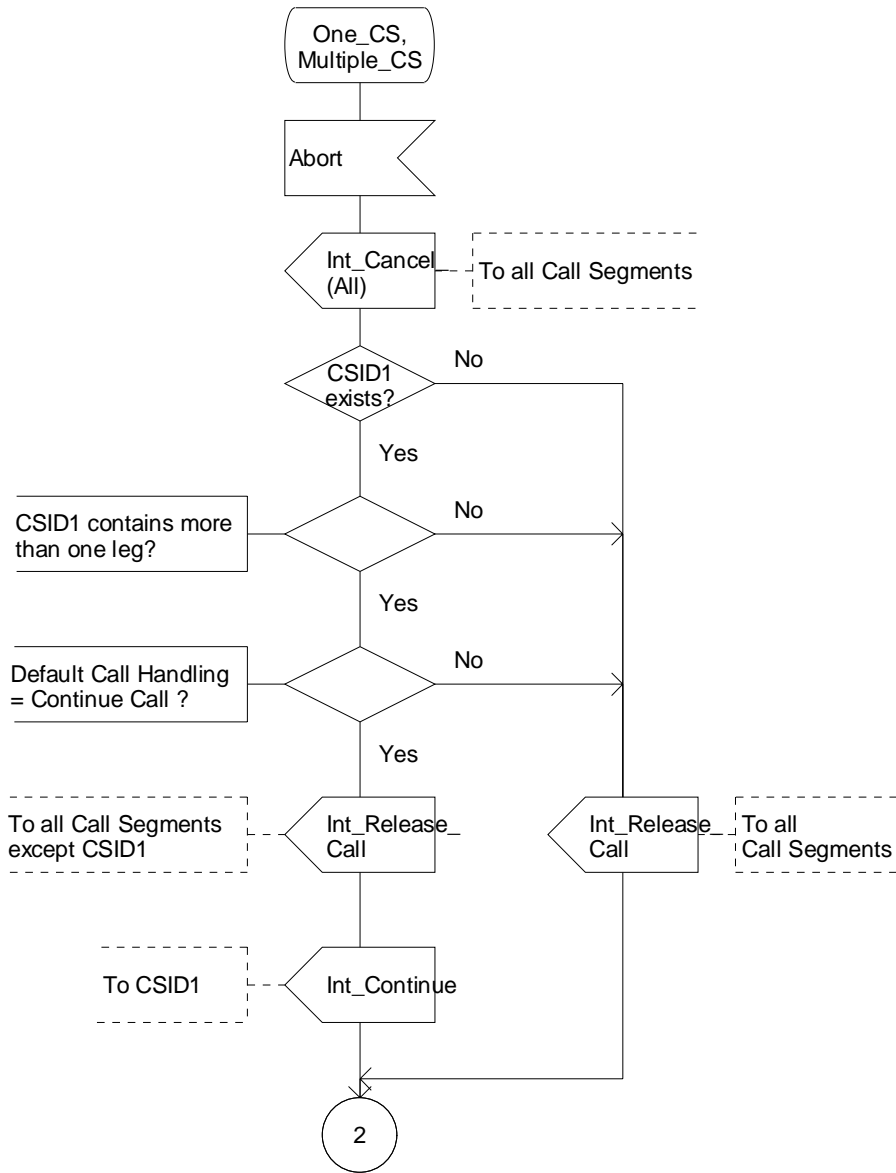 One_CS,
Multiple_CS
Abort
Int_Cancel_
(All)
To all Call Segments
CSID1
exists?
No
Yes
CSID1 contains more
than one leg?
No
Yes
Default Call Handling
= Continue Call ?
No
Yes
To all Call Segments
except CSID1
Int_Release_
Call
Int_Release_
Call
To all
Call Segments
To CSID1
Int_Continue
2